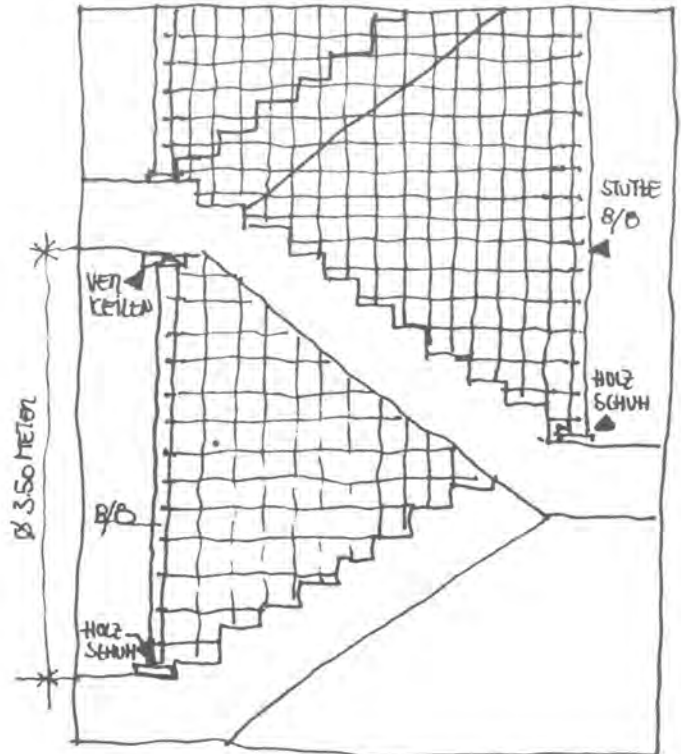 STÜTZE
8/8
VER
KEILEN
HOLZ
SCHUH
Ø 3.50 METER
8/8
HOLZ
SCHUH